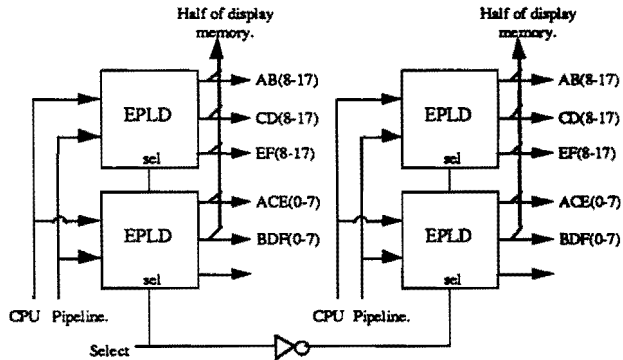 Half of display
memory.
Half of display
memory.
AB(8-17)
CD(8-17)
EF(8-17)
EPLD
sel
ACE(0-7)
BDF(0-7)
EPLD
sel
CPU Pipeline.
AB(8-17)
CD(8-17)
EF(8-17)
EPLD
sel
ACE(0-7)
BDF(0-7)
EPLD
sel
CPU Pipeline.
Select